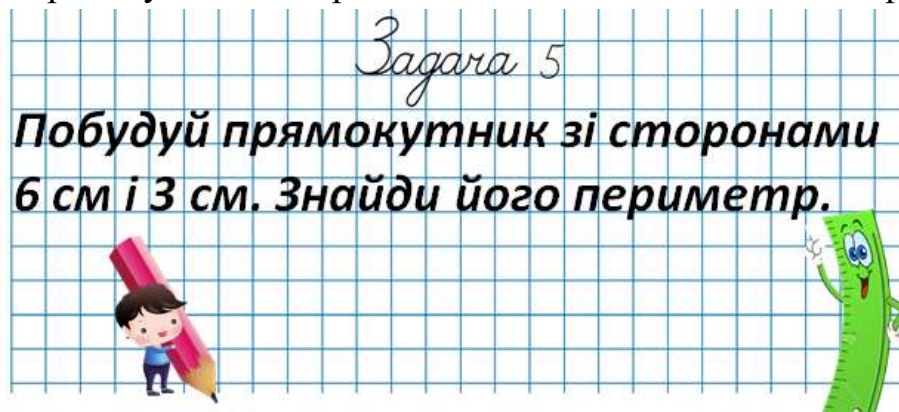 Задача 5
Побудуй прямокутник зі сторонами
6 см і 3 см. Знайди його периметр.